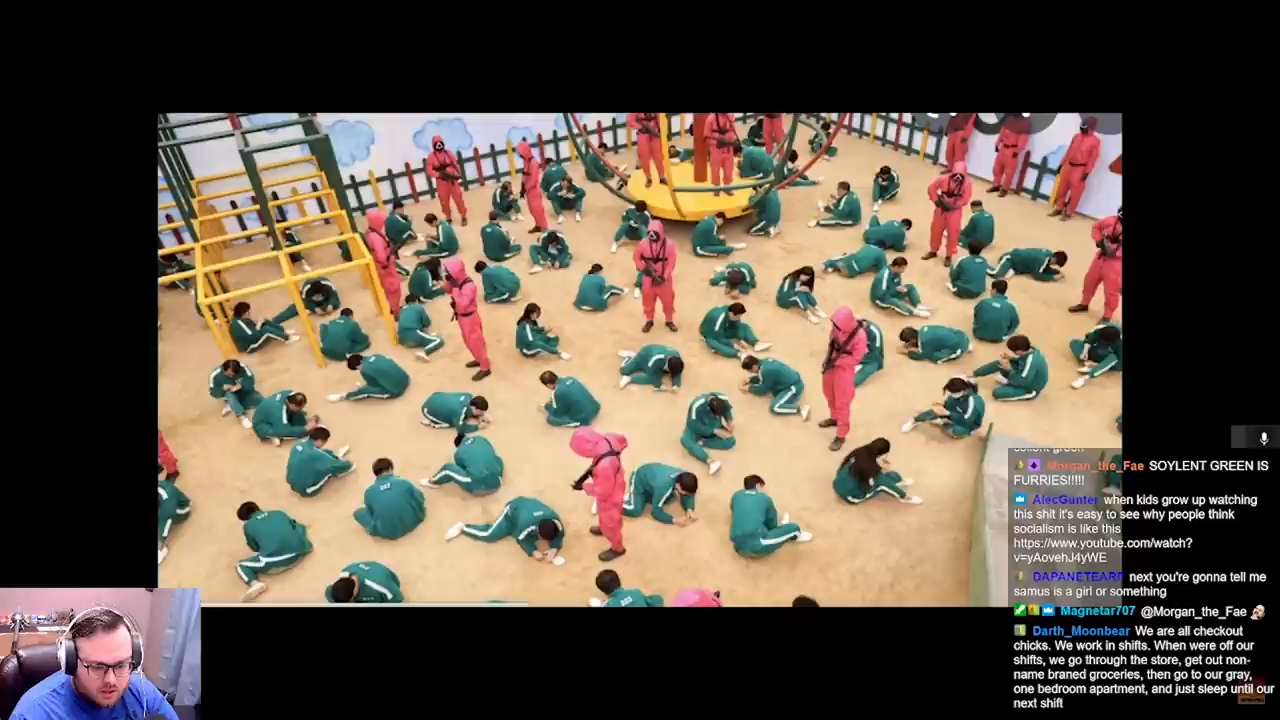 Morgan_the_Fae SOYLENT GREEN IS
FURRIES!!!!!
AlecGunter when kids grow up watching
this shit it's easy to see why people think
socialism is like this
https://www.youtube.com/watch?
v=yAovehJ4yWE
DAPANETEARP next you're gonna tell me
samus is a girl or something
Magnetar707 @Morgan_the_Fae
Darth_Moonbear We are all checkout
chicks. We work in shifts. When were off our
shifts, we go through the store, get out non-
name braned groceries, then go to our gray,
one bedroom apartment, and just sleep until our
next shift